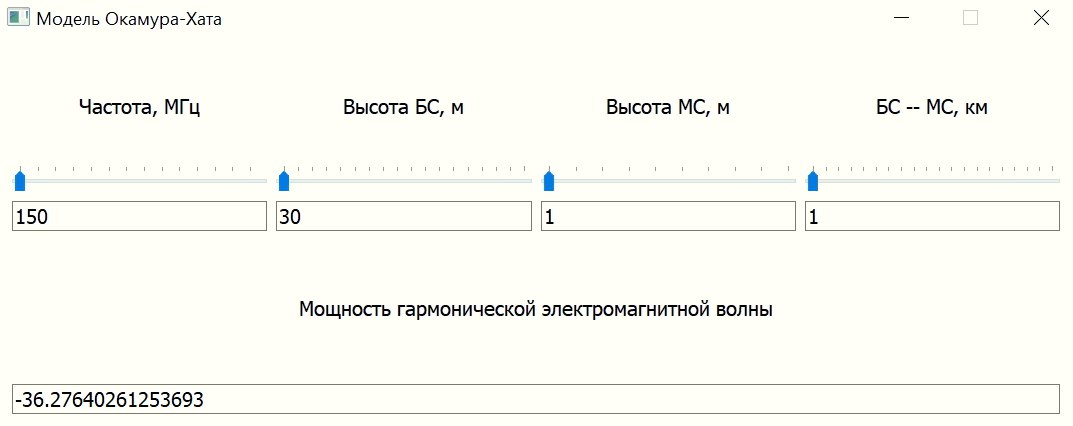 Модель Окамура-Хата
Частота, МГц Высота БС, м Высота МС, м БС -- МС, км
150 30 1 1
Мощность гармонической электромагнитной волны
-36.27640261253693